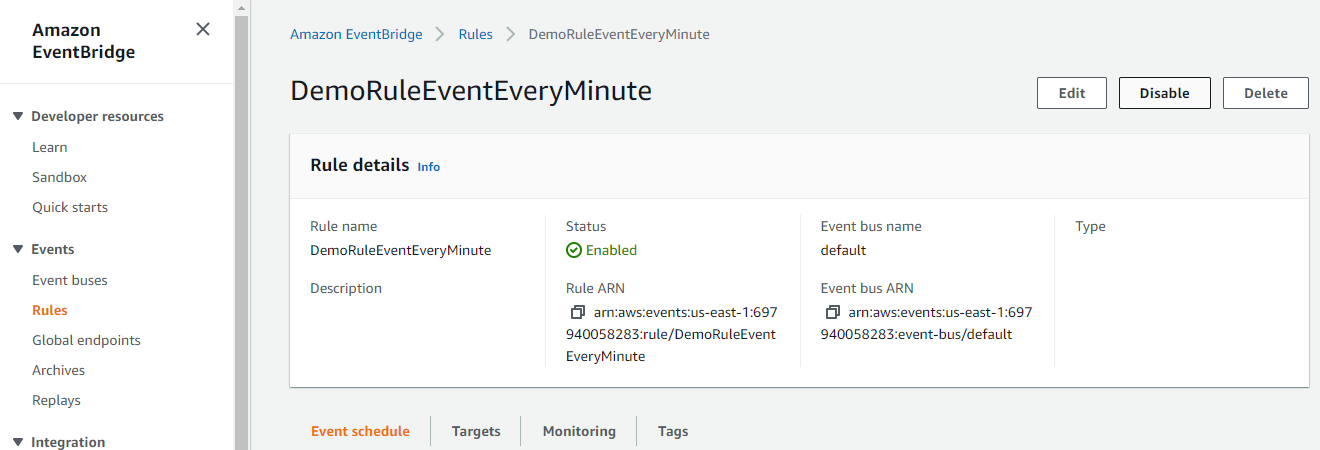 Amazon
EventBridge
Developer resources
Learn
Sandbox
Quick starts
Events
Event buses
Rules
Global endpoints
Archives
Replays
Integration
Amazon EventBridge > Rules > DemoRuleEventEveryMinute
DemoRuleEventEveryMinute
Edit Disable Delete
Rule details Info
Rule name
DemoRuleEventEveryMinute
Description
Status
Enabled
Rule ARN
arn:aws:events:us-east-1:697
940058283:rule/DemoRuleEvent
EveryMinute
Event bus name
default
Event bus ARN
arn:aws:events:us-east-1:697
940058283:event-bus/default
Type
Event schedule Targets Monitoring Tags